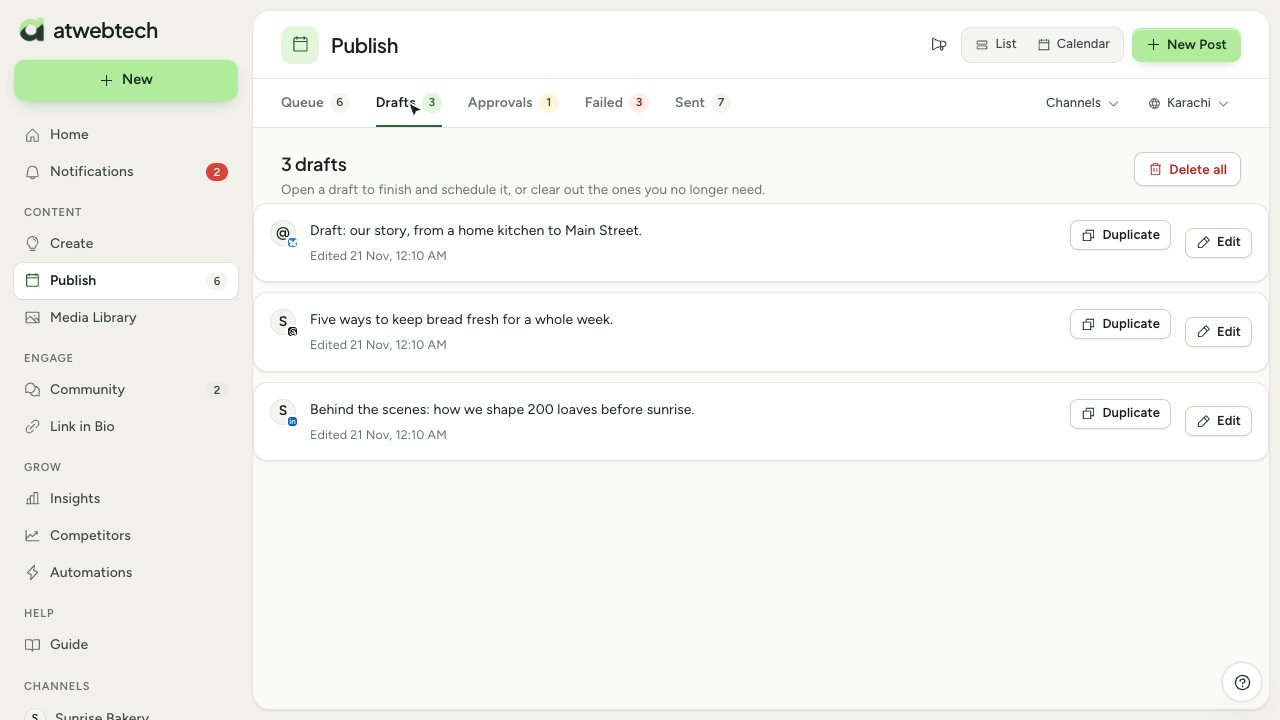 atwebtech
New
Home
Notifications 2
CONTENT
Create
Publish 6
Media Library
ENGAGE
Community 2
Link in Bio
GROW
Insights
Competitors
Automations
HELP
Guide
CHANNELS
S Sunrise Bakery
Publish
List Calendar New Post
Queue 6 Drafts 3 Approvals 1 Failed 3 Sent 7 Channels Karachi
3 drafts
Open a draft to finish and schedule it, or clear out the ones you no longer need.
Delete all
@ Draft: our story, from a home kitchen to Main Street.
Edited 21 Nov, 12:10 AM
Duplicate Edit
S Five ways to keep bread fresh for a whole week.
Edited 21 Nov, 12:10 AM
Duplicate Edit
S in Behind the scenes: how we shape 200 loaves before sunrise.
Edited 21 Nov, 12:10 AM
Duplicate Edit